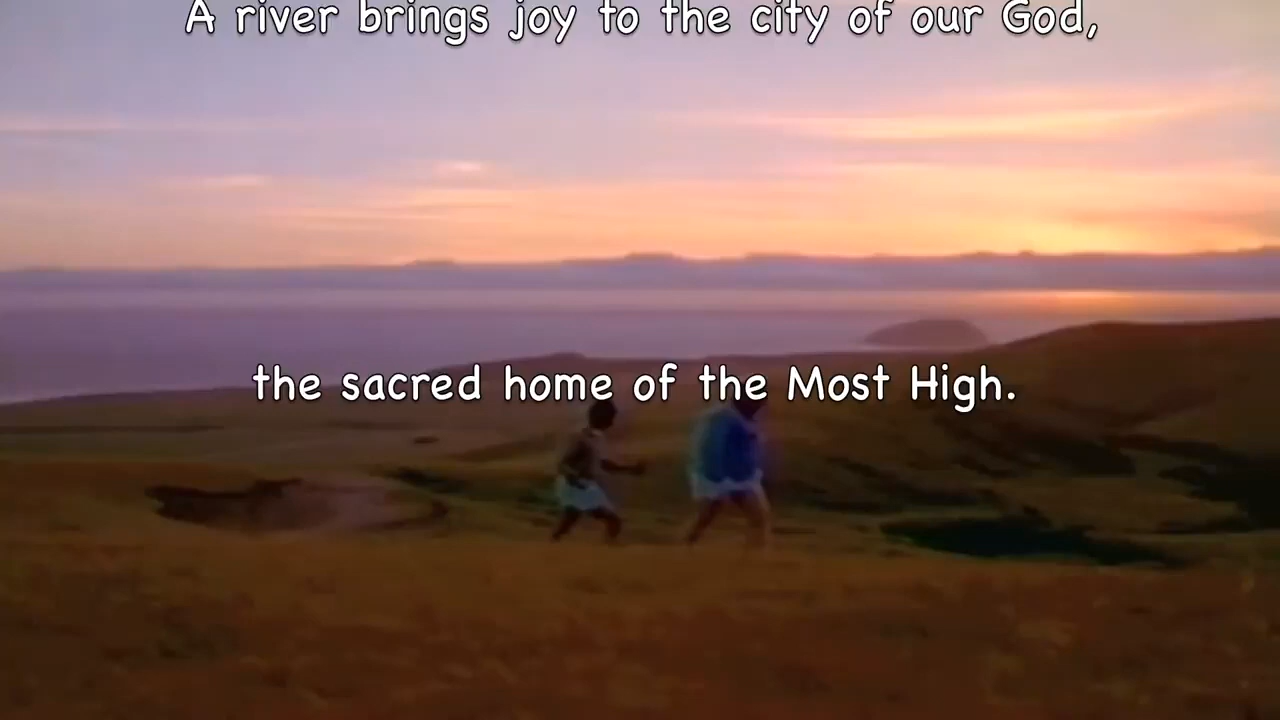 A river brings joy to the city of our God,
the sacred home of the Most High.